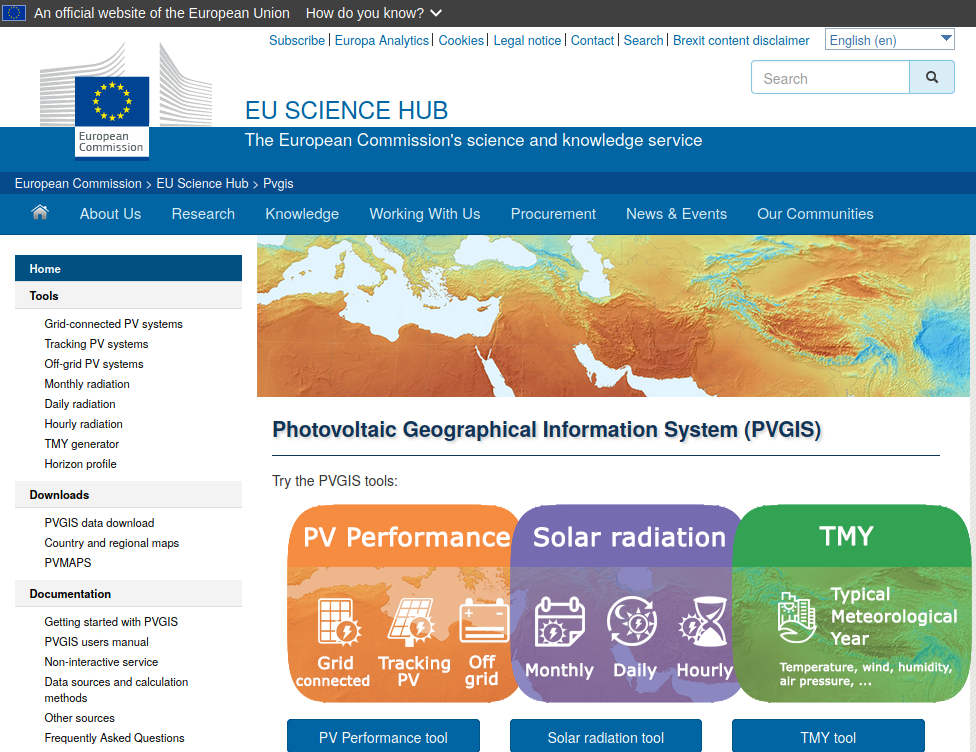 An official website of the European Union How do you know?
Subscribe | Europa Analytics | Cookies | Legal notice | Contact | Search | Brexit content disclaimer
English (en)
Search
European
Commission
EU SCIENCE HUB
The European Commission's science and knowledge service
European Commission > EU Science Hub > Pvgis
About Us Research Knowledge Working With Us Procurement News & Events Our Communities
Home
Tools
Grid-connected PV systems
Tracking PV systems
Off-grid PV systems
Monthly radiation
Daily radiation
Hourly radiation
TMY generator
Horizon profile
Downloads
PVGIS data download
Country and regional maps
PVMAPS
Documentation
Getting started with PVGIS
PVGIS users manual
Non-interactive service
Data sources and calculation
methods
Other sources
Frequently Asked Questions
Photovoltaic Geographical Information System (PVGIS)
Try the PVGIS tools:
PV Performance
Grid
connected
Tracking
PV
Off
grid
Solar radiation
Monthly
Daily
Hourly
TMY
Typical
Meteorological
Year
Temperature, wind, humidity,
air pressure, ...
PV Performance tool
Solar radiation tool
TMY tool